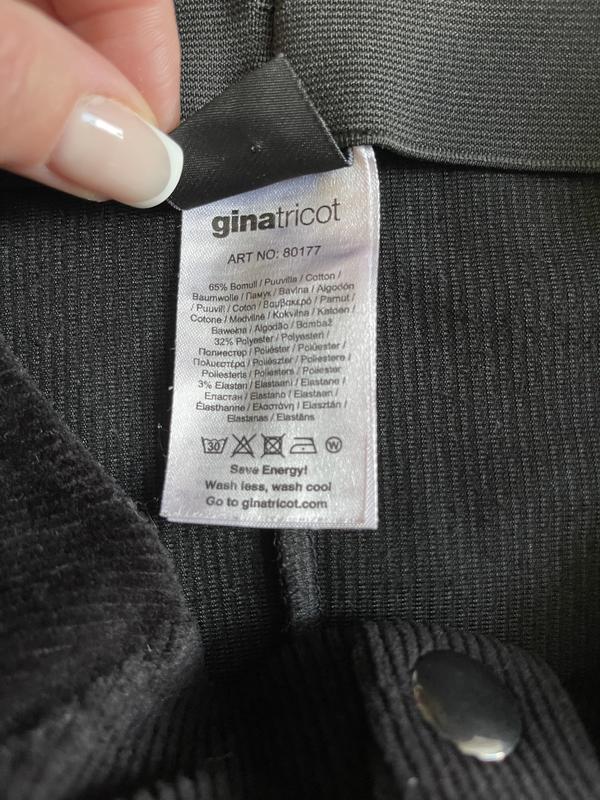 ginatricot
ART NO: 80177
65% Bomull / Puuvilla / Cotton /
Baumwolle / Памук / Bavlna / Algodón
/ Puuvill / Coton / Βαμβακερό / Pamut /
Cotone / Medvilnė / Kokvilna / Katoen /
Bawełna / Algodão / Bombaž
32% Polyester / Polyesteri /
Полиестер / Poliéster / Polüester /
Πολυεστέρα / Poliészter / Poliestere /
Poliesteris / Poliesters / Poliester
3% Elastan / Elastaani / Elastane /
Еластан / Elastano / Elastaan /
Élasthanne / Ελαστάνη / Elasztán /
Elastanas / Elastāns
30
W
Save Energy!
Wash less, wash cool
Go to ginatricot.com